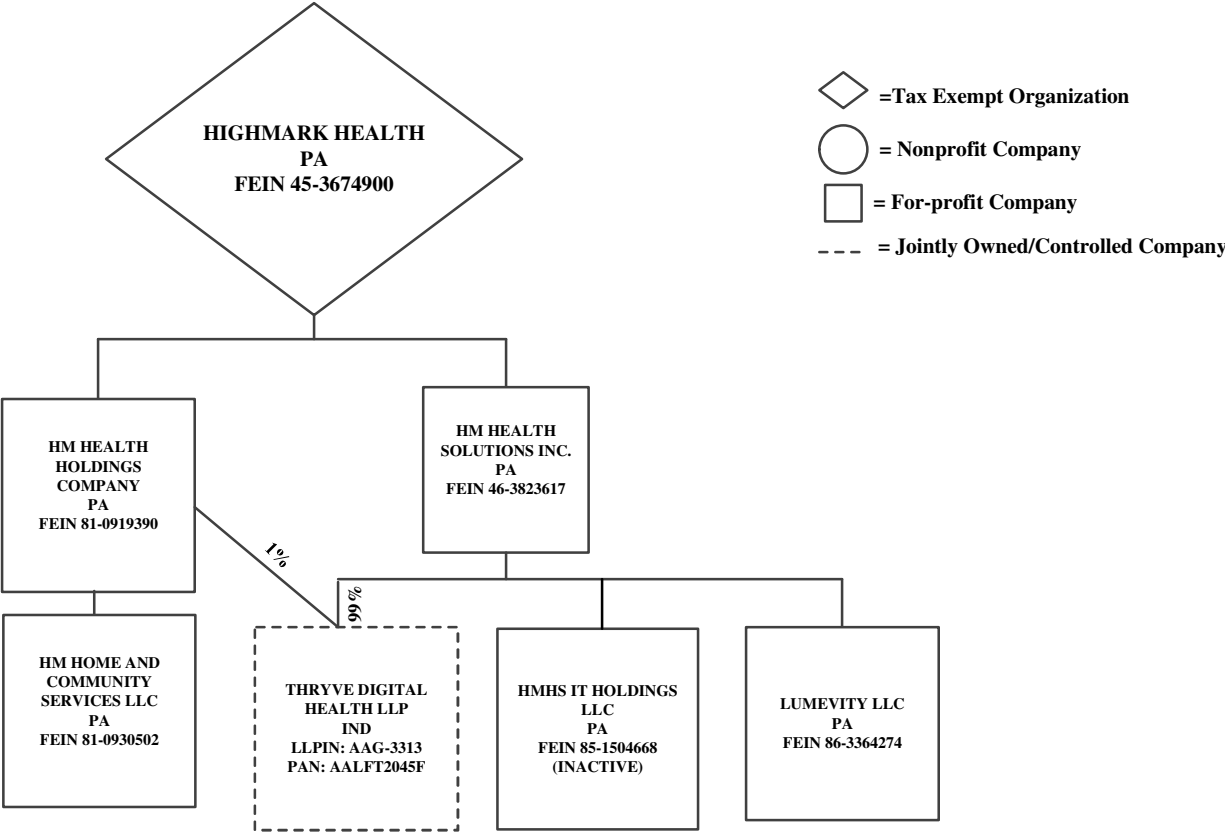 HIGHMARK HEALTH
PA
FEIN 45-3674900
=Tax Exempt Organization
= Nonprofit Company
= For-profit Company
= Jointly Owned/Controlled Company
HM HEALTH
HOLDINGS
COMPANY
PA
FEIN 81-0919390
HM HEALTH
SOLUTIONS INC.
PA
FEIN 46-3823617
1%
99%
HM HOME AND
COMMUNITY
SERVICES LLC
PA
FEIN 81-0930502
THRYVE DIGITAL
HEALTH LLP
IND
LLPIN: AAG-3313
PAN: AALFT2045F
HMHS IT HOLDINGS
LLC
PA
FEIN 85-1504668
(INACTIVE)
LUMEVITY LLC
PA
FEIN 86-3364274